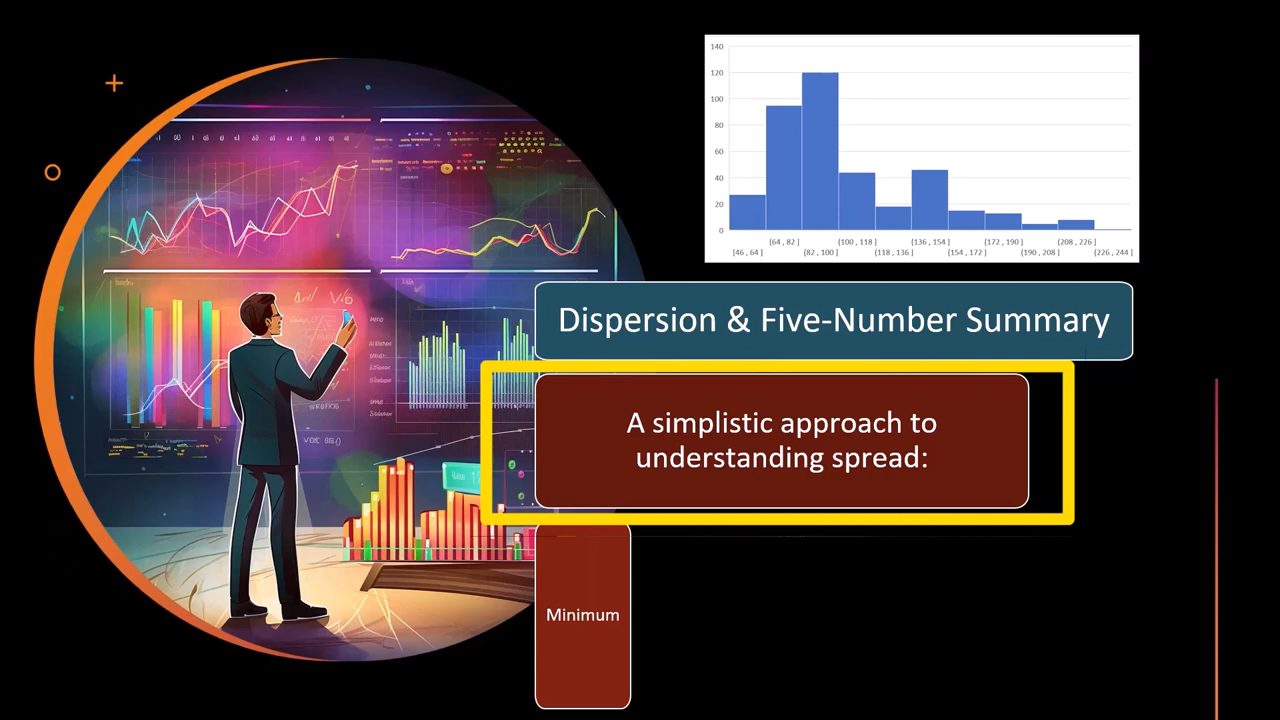 140
120
100
80
60
40
20
0
(64 , 82 ]
(100 , 118 ]
(136 , 154 ]
(172 , 190 ]
(208 , 226 ]
[46 , 64 ]
(82 , 100 ]
(118 , 136 ]
(154 , 172 ]
(190 , 208 ]
(226 , 244 ]
Dispersion & Five-Number Summary
A simplistic approach to
understanding spread:
Minimum